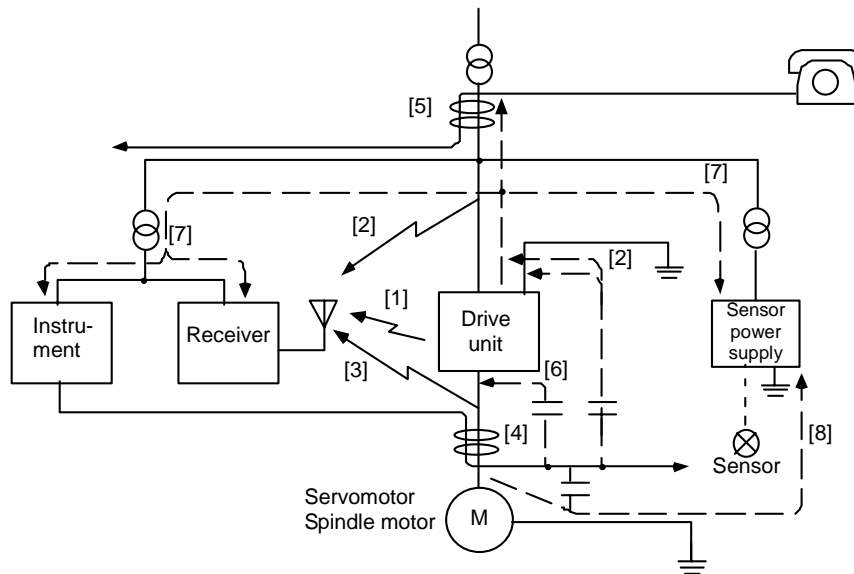 [5]
[7]
[2]
[7]
[2]
Instru-
ment
Receiver
[1]
Drive
unit
Sensor
power
supply
[3]
[6]
[4]
[8]
Sensor
Servomotor
Spindle motor
M